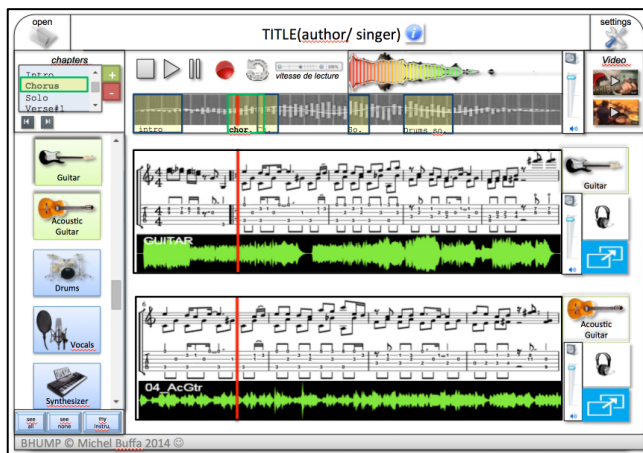 open
TITLE(author/ singer)
settings
chapters
Intro
Chorus
Solo
Verse#1
+
-
vitesse de lecture
Video
intro
chor.
Ch.
So.
Drums so.
Guitar
Acoustic
Guitar
Drums
Vocals
Synthesizer
GUITAR
Guitar
04_AcGtr
Acoustic
Guitar
see
all
see
none
my
instru.
BHUMP © Michel Buffa 2014 ☺